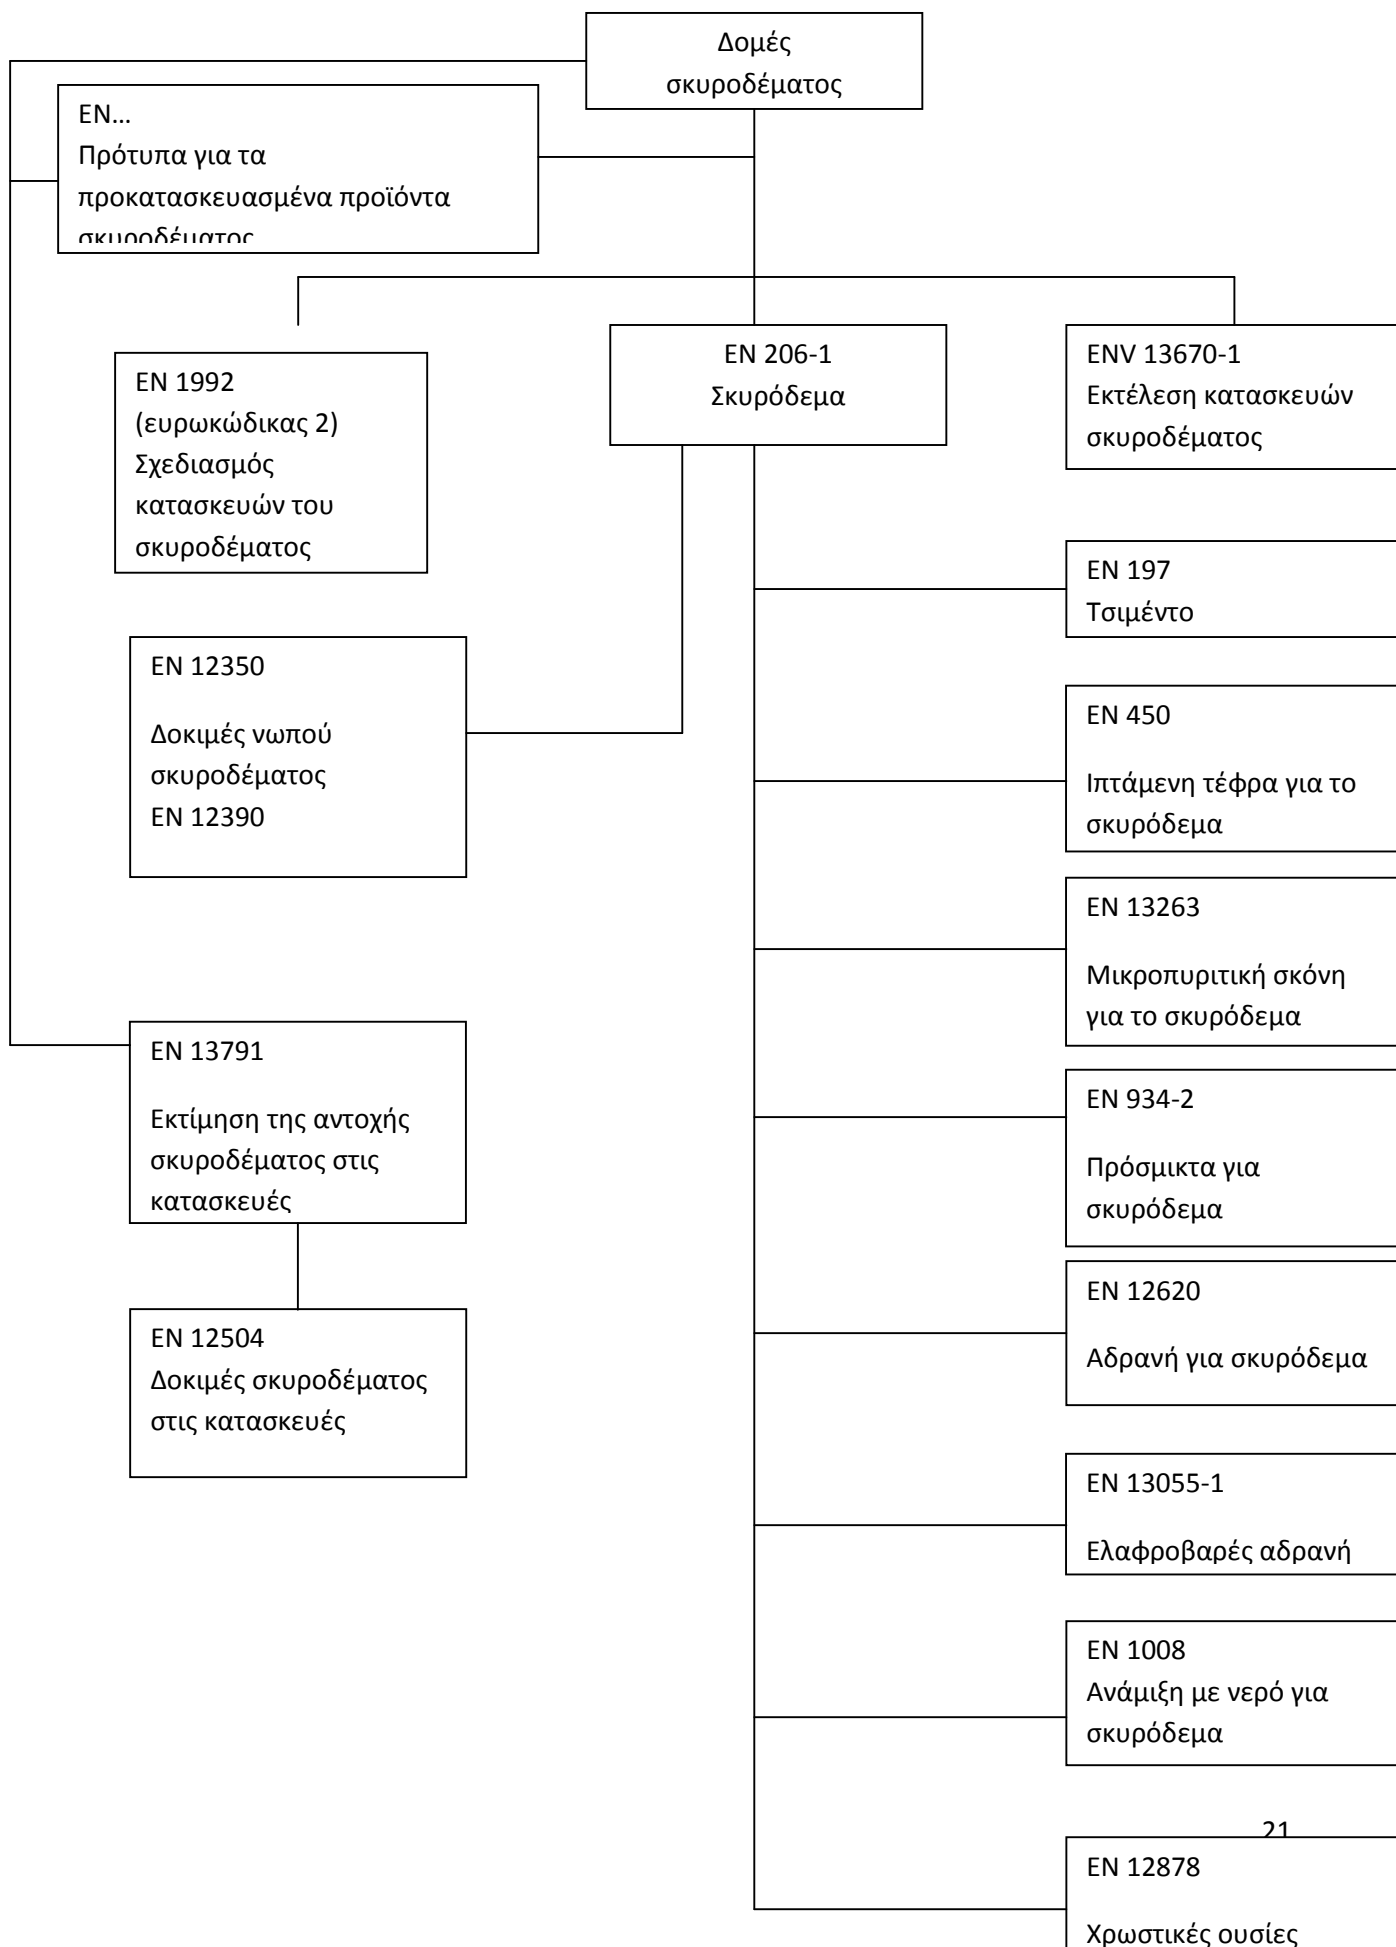 Δομές
σκυροδέματος
EN...
Πρότυπα για τα
προκατασκευασμένα προϊόντα
σκυροδέματος
EN 1992
(ευρωκώδικας 2)
Σχεδιασμός
κατασκευών του
σκυροδέματος
EN 206-1
Σκυρόδεμα
ENV 13670-1
Εκτέλεση κατασκευών
σκυροδέματος
EN 197
Τσιμέντο
EN 12350
Δοκιμές νωπού
σκυροδέματος
EN 12390
EN 450
Ιπτάμενη τέφρα για το
σκυρόδεμα
EN 13263
Μικροπυριτική σκόνη
για το σκυρόδεμα
EN 13791
Εκτίμηση της αντοχής
σκυροδέματος στις
κατασκευές
EN 934-2
Πρόσμικτα για
σκυρόδεμα
EN 12504
Δοκιμές σκυροδέματος
στις κατασκευές
EN 12620
Αδρανή για σκυρόδεμα
EN 13055-1
Ελαφροβαρές αδρανή
EN 1008
Ανάμιξη με νερό για
σκυρόδεμα
21
EN 12878
Χρωστικές ουσίες